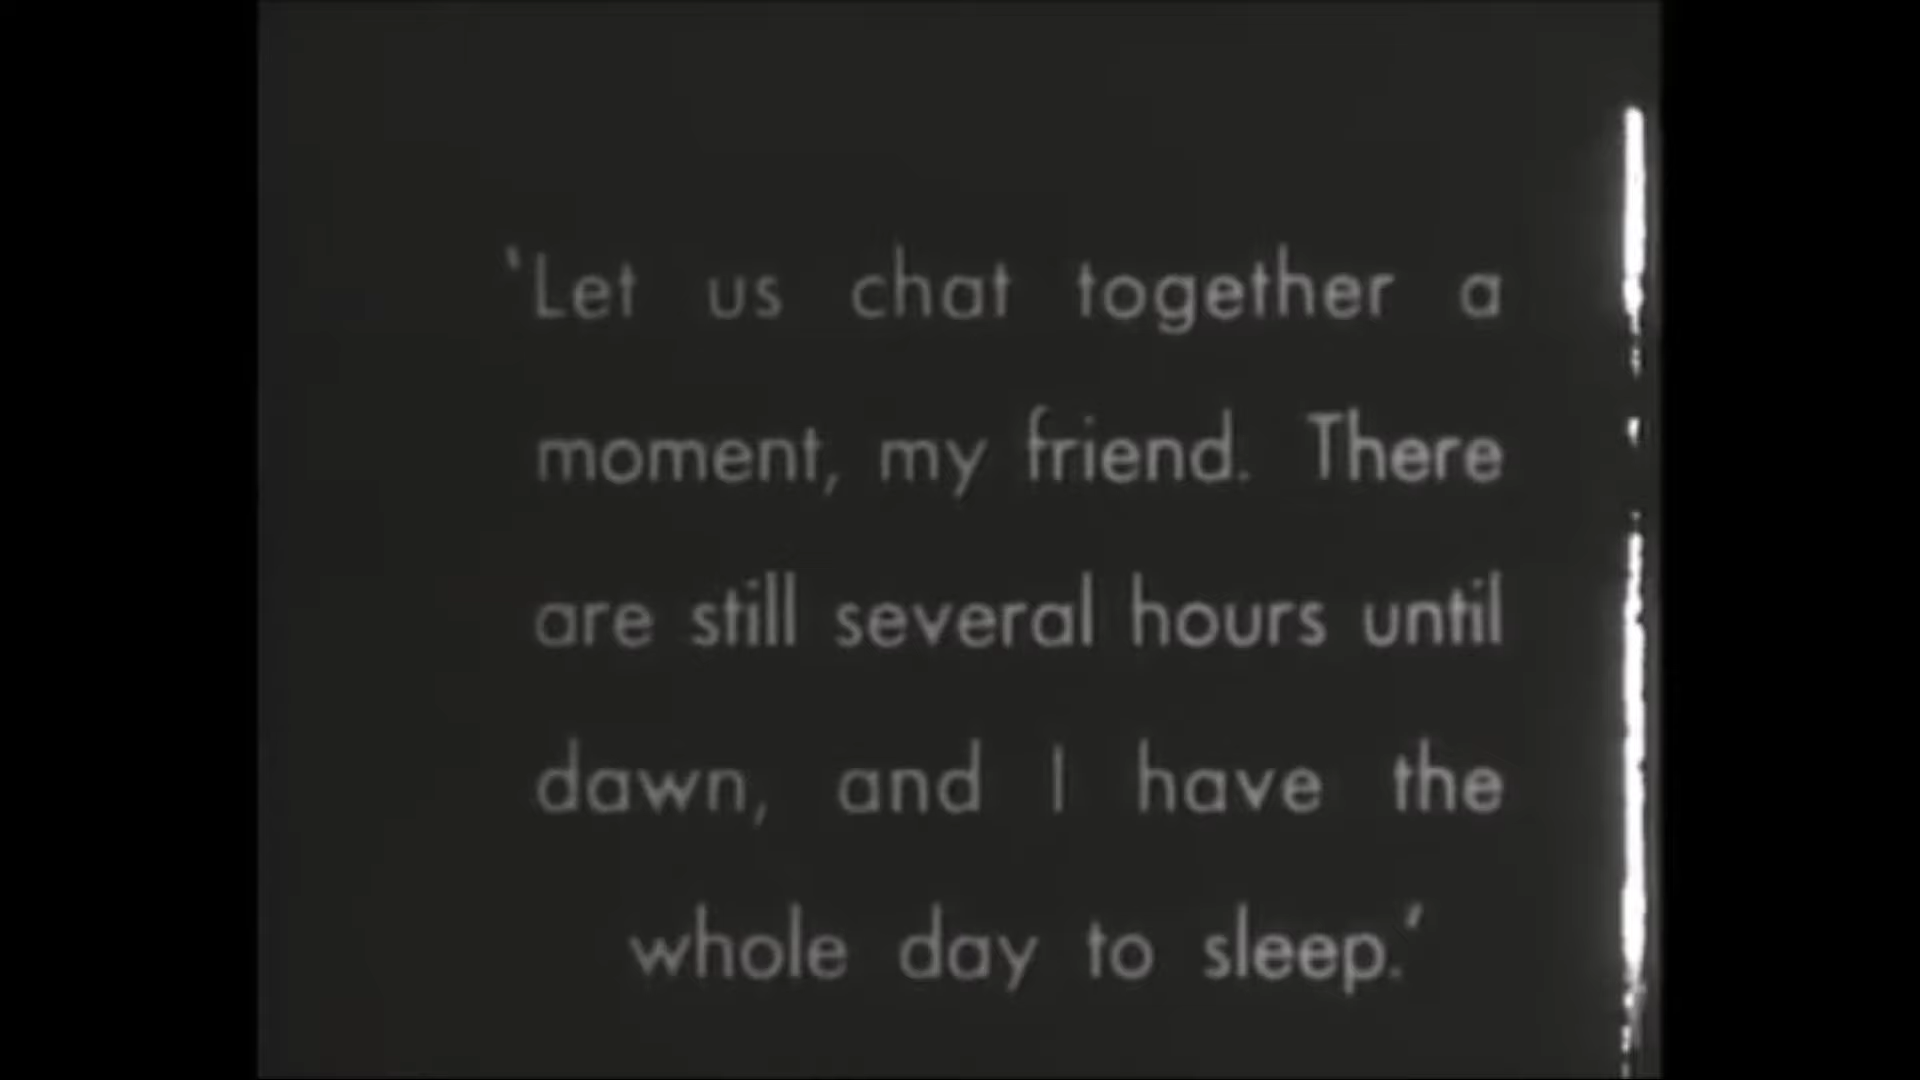 ‘Let us chat together a
moment, my friend. There
are still several hours until
dawn, and I have the
whole day to sleep.’